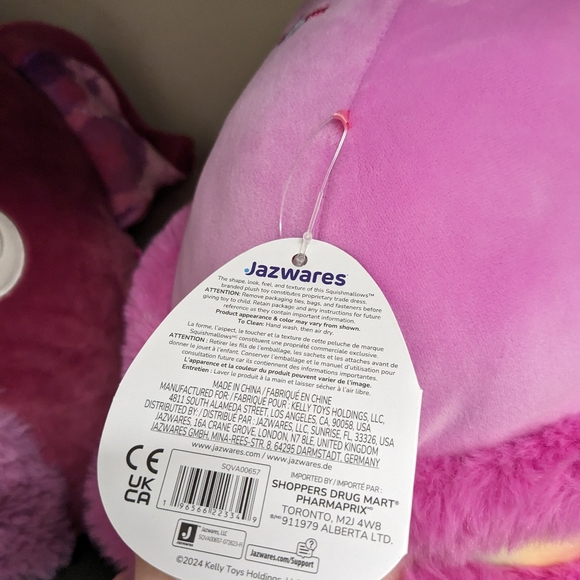 Jazwares
The shape, look, feel, and texture of this Squishmallows™
branded plush toy constitutes proprietary trade dress.
ATTENTION: Remove packaging ties, bags, and fasteners before
giving toy to child. Retain package and any instructions for future
reference as they contain important information.
Product appearance & color may vary from shown.
To Clean: Hand wash, then air dry.
La forme, l'aspect, le toucher et la texture de cette peluche de marque
Squishmallows™ constituent une propriété commerciale exclusive.
ATTENTION : Retirer les fils de l'emballage, les sachets et les attaches avant de
donner le jouet à l'enfant. Conserver l'emballage et le manuel d'utilisation pour
consultation future car ils contiennent des informations importantes.
L'apparence et la couleur du produit peuvent varier de l'image.
Entretien : Laver le produit à la main et laisser sécher à l'air libre.
MADE IN CHINA / FABRIQUÉ EN CHINE
MANUFACTURED FOR / FABRIQUÉ POUR : KELLY TOYS HOLDINGS, LLC,
4811 SOUTH ALAMEDA STREET, LOS ANGELES, CA, 90058, USA
DISTRIBUTED BY / DISTRIBUÉ PAR : JAZWARES, LLC. SUNRISE, FL, 33326, USA
JAZWARES, 16A CRANE GROVE, LONDON, N7 8LE, UNITED KINGDOM
JAZWARES GMBH, MINA-REES-STR. 8, 64295 DARMSTADT, GERMANY
www.jazwares.com / www.jazwares.de
CE
UK
CA
SQVA00657
1 96566 22334 9
IMPORTED BY / IMPORTÉ PAR :
SHOPPERS DRUG MART®
PHARMAPRIX™
TORONTO, M2J 4W8
911979 ALBERTA LTD.
J
Jazwares
Jazwares, LLC
SQVA00657-073123-H
Jazwares.com/Support
©2024 Kelly Toys Holdings,